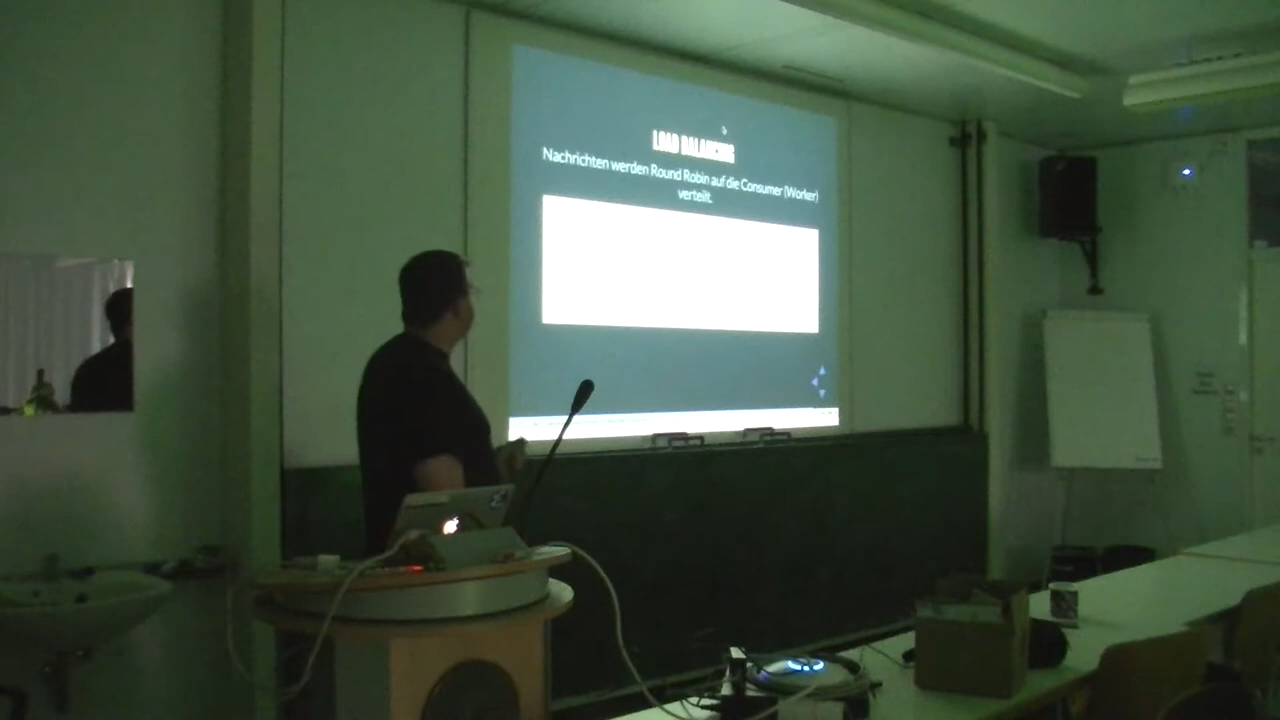 LOAD BALANCING
Nachrichten werden Round Robin auf die Consumer (Worker)
verteilt.